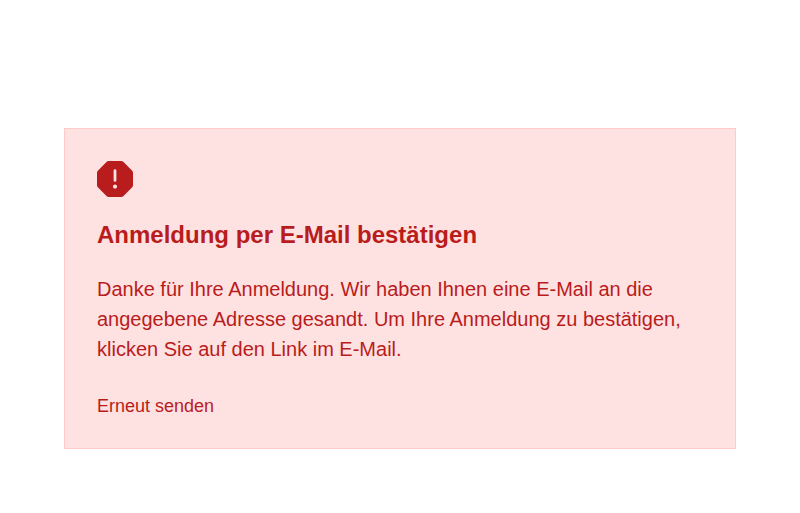 Anmeldung per E-Mail bestätigen
Danke für Ihre Anmeldung. Wir haben Ihnen eine E-Mail an die
angegebene Adresse gesandt. Um Ihre Anmeldung zu bestätigen,
klicken Sie auf den Link im E-Mail.
Erneut senden